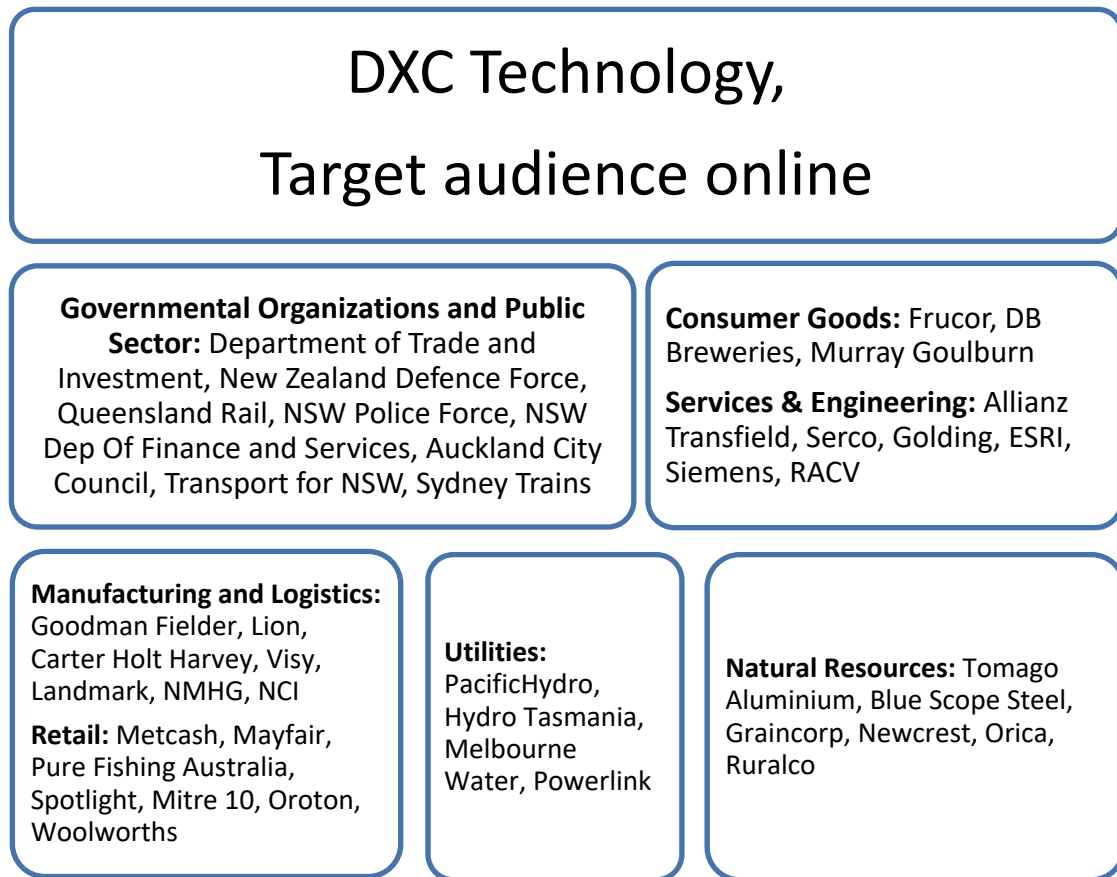 DXC Technology,
Target audience online
Governmental Organizations and Public
Sector: Department of Trade and
Investment, New Zealand Defence Force,
Queensland Rail, NSW Police Force, NSW
Dep Of Finance and Services, Auckland City
Council, Transport for NSW, Sydney Trains
Consumer Goods: Frucor, DB
Breweries, Murray Goulburn
Services & Engineering: Allianz
Transfield, Serco, Golding, ESRI,
Siemens, RACV
Manufacturing and Logistics:
Goodman Fielder, Lion,
Carter Holt Harvey, Visy,
Landmark, NMHG, NCI
Retail: Metcash, Mayfair,
Pure Fishing Australia,
Spotlight, Mitre 10, Oroton,
Woolworths
Utilities:
PacificHydro,
Hydro Tasmania,
Melbourne
Water, Powerlink
Natural Resources: Tomago
Aluminium, Blue Scope Steel,
Graincorp, Newcrest, Orica,
Ruralco